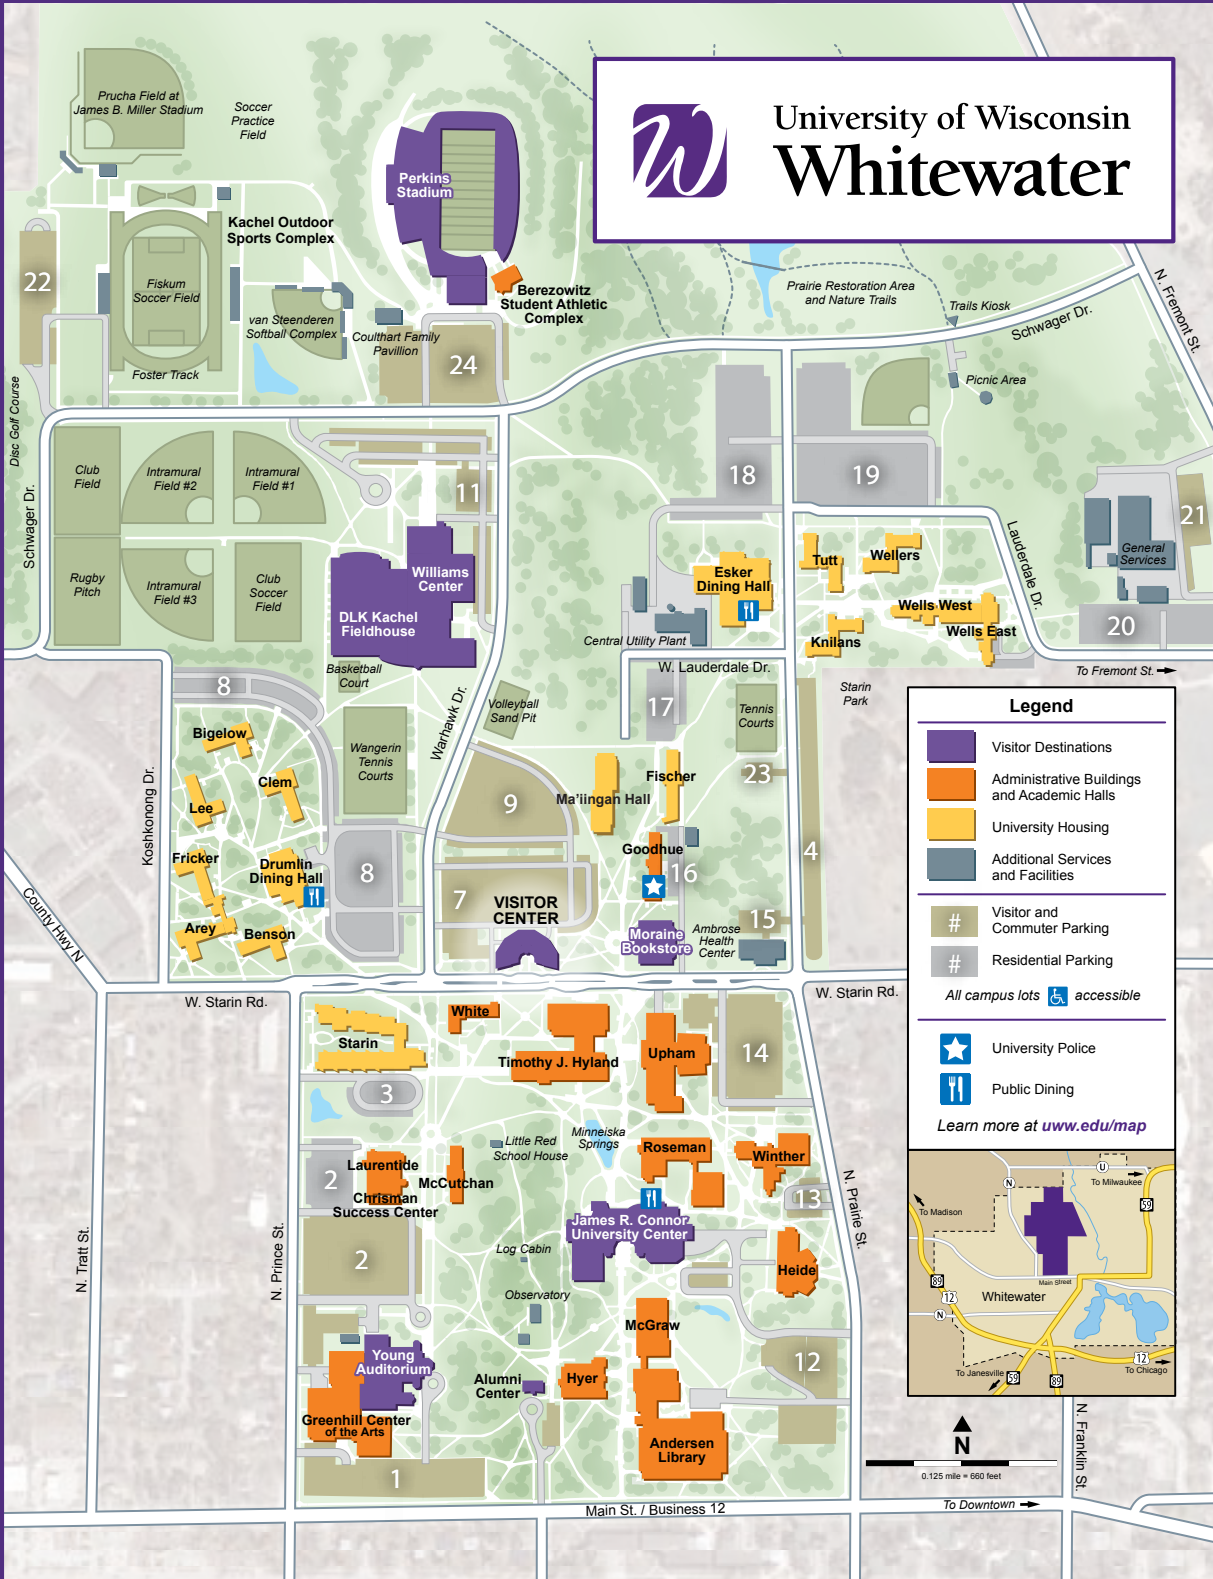 University of Wisconsin
Whitewater
Prucha Field at
James B. Miller Stadium
Soccer
Practice
Field
Perkins
Stadium
Kachel Outdoor
Sports Complex
22
Fiskum
Soccer Field
van Steenderen
Softball Complex
Berezowitz
Student Athletic
Complex
Coulthart Family
Pavillion
24
Foster Track
Prairie Restoration Area
and Nature Trails
Trails Kiosk
Schwager Dr.
N. Fremont St.
Picnic Area
Disc Golf Course
Schwager Dr.
Club
Field
Intramural
Field #2
Intramural
Field #1
11
18
19
21
Rugby
Pitch
Intramural
Field #3
Club
Soccer
Field
Williams
Center
DLK Kachel
Fieldhouse
Basketball
Court
Esker
Dining Hall
Central Utility Plant
W. Lauderdale Dr.
Tutt
Wellers
Wells West
Wells East
Knilans
Lauderdale Dr.
General
Services
20
To Fremont St.
8
Bigelow
Clem
Lee
Fricker
Drumlin
Dining Hall
Arey
Benson
8
Koshkonong Dr.
County Hwy N
Wangerin
Tennis
Courts
Warhawk Dr.
Volleyball
Sand Pit
17
Tennis
Courts
Starin
Park
23
9
Ma'iingan Hall
Fischer
Goodhue
16
4
7
VISITOR
CENTER
Moraine
Bookstore
Ambrose
Health
Center
15
Legend
Visitor Destinations
Administrative Buildings
and Academic Halls
University Housing
Additional Services
and Facilities
#
Visitor and
Commuter Parking
#
Residential Parking
All campus lots accessible
University Police
Public Dining
Learn more at uww.edu/map
W. Starin Rd.
W. Starin Rd.
Starin
White
Timothy J. Hyland
Upham
14
3
Little Red
School House
Minneiska
Springs
Roseman
Winther
2
Laurentide
Chrisman
Success Center
McCutchan
13
N. Prairie St.
James R. Connor
University Center
2
Log Cabin
Heide
Observatory
N. Tratt St.
N. Prince St.
McGraw
Young
Auditorium
12
Alumni
Center
Hyer
Greenhill Center
of the Arts
Andersen
Library
1
Main St. / Business 12
U
N
To Milwaukee
59
To Madison
89
12
Main Street
Whitewater
N
12
To Chicago
To Janesville
59
89
N
0.125 mile = 660 feet
N. Franklin St.
To Downtown